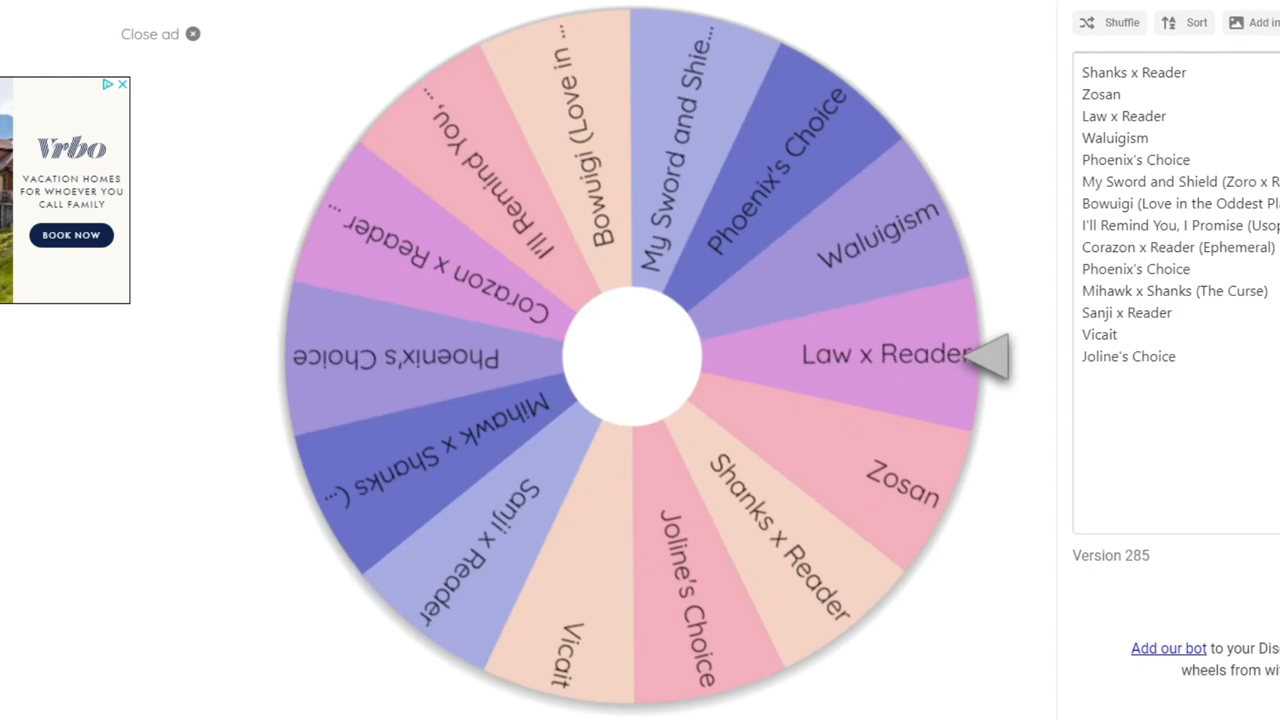 Close ad
Vrbo
VACATION HOMES
FOR WHOEVER YOU
CALL FAMILY
BOOK NOW
My Sword and Shie...
Phoenix's Choice
Waluigism
Law x Reader
Zosan
Shanks x Reader
Joline's Choice
Vicait
Sanji x Reader
Mihawk x Shanks (...
Phoenix's Choice
Corazon x Reader ...
I'll Remind You, ...
Bowuigi (Love in ...
Shuffle
Sort
Add in
Shanks x Reader
Zosan
Law x Reader
Waluigism
Phoenix's Choice
My Sword and Shield (Zoro x R
Bowuigi (Love in the Oddest Pl
I'll Remind You, I Promise (Usop
Corazon x Reader (Ephemeral)
Phoenix's Choice
Mihawk x Shanks (The Curse)
Sanji x Reader
Vicait
Joline's Choice
Version 285
Add our bot to your Dis
wheels from wi